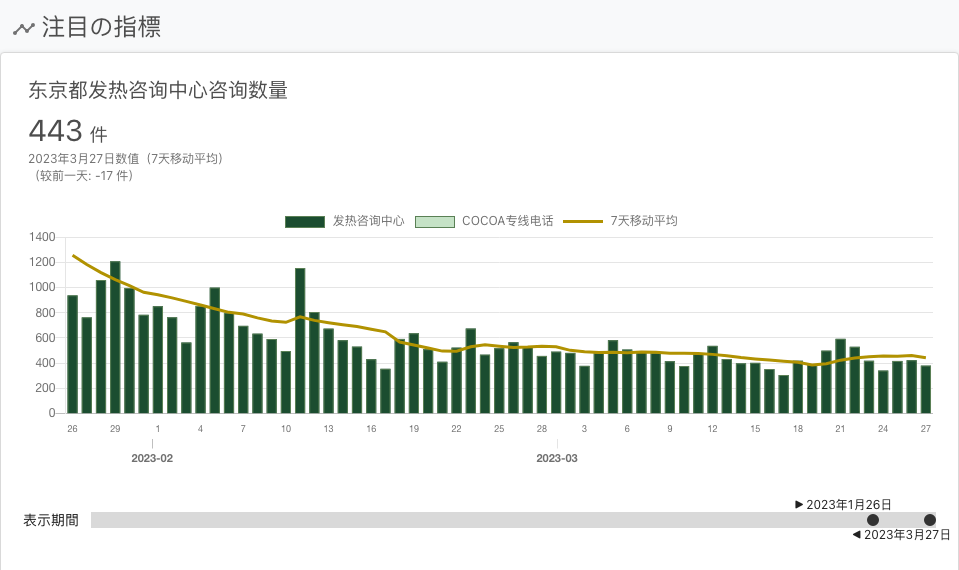 注目の指標
东京都发热咨询中心咨询数量
443 件
2023年3月27日数值（7天移动平均）
（较前一天: -17 件）
发热咨询中心 COCOA专线电话 7天移动平均
1400
1200
1000
800
600
400
200
0
26 29 1 4 7 10 13 16 19 22 25 28 3 6 9 12 15 18 21 24 27
2023-02 2023-03
▶ 2023年1月26日
表示期間
◀ 2023年3月27日